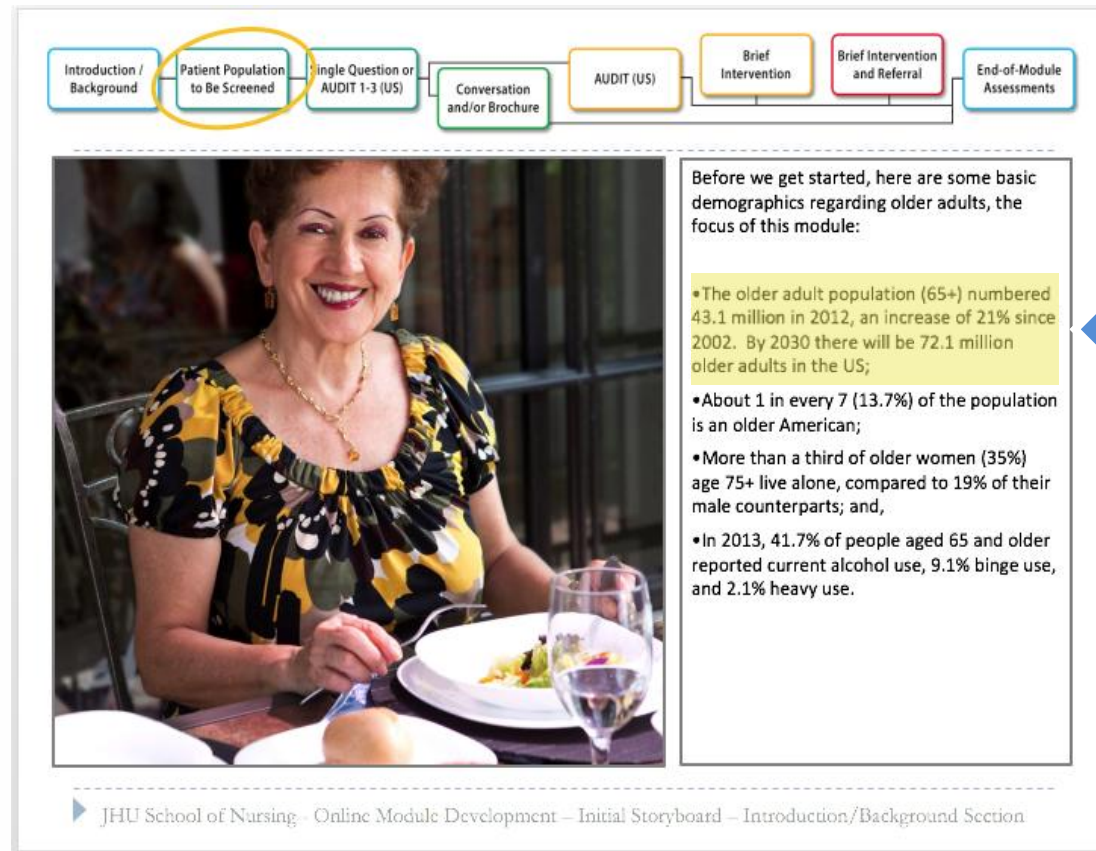 Introduction /
Background
Patient Population
to Be Screened
Single Question or
AUDIT 1-3 (US)
Conversation
and/or Brochure
AUDIT (US)
Brief
Intervention
Brief Intervention
and Referral
End-of-Module
Assessments
Before we get started, here are some basic
demographics regarding older adults, the
focus of this module:
•The older adult population (65+) numbered
43.1 million in 2012, an increase of 21% since
2002.  By 2030 there will be 72.1 million
older adults in the US;
•About 1 in every 7 (13.7%) of the population
is an older American;
•More than a third of older women (35%)
age 75+ live alone, compared to 19% of their
male counterparts; and,
•In 2013, 41.7% of people aged 65 and older
reported current alcohol use, 9.1% binge use,
and 2.1% heavy use.
JHU School of Nursing - Online Module Development – Initial Storyboard – Introduction/Background Section